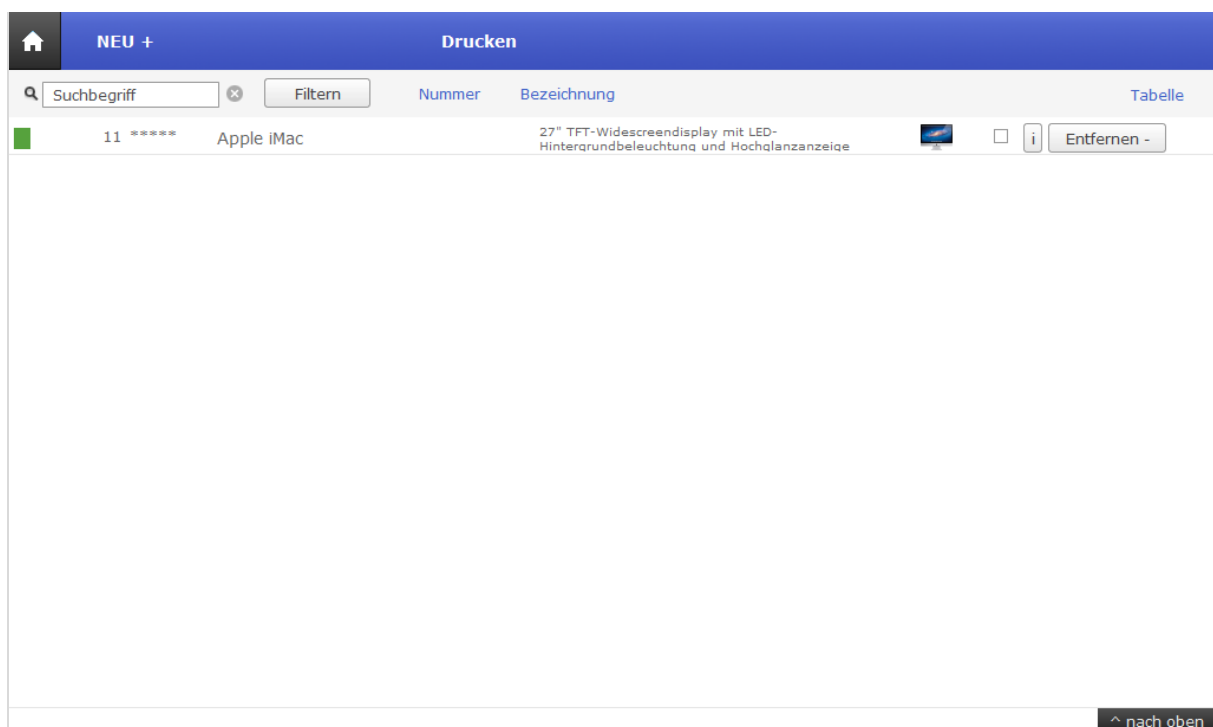 NEU + Drucken
Suchbegriff Filtern Nummer Bezeichnung Tabelle
11 ***** Apple iMac 27" TFT-Widescreendisplay mit LED-
Hintergrundbeleuchtung und Hochglanzanzeige i Entfernen -
^ nach oben